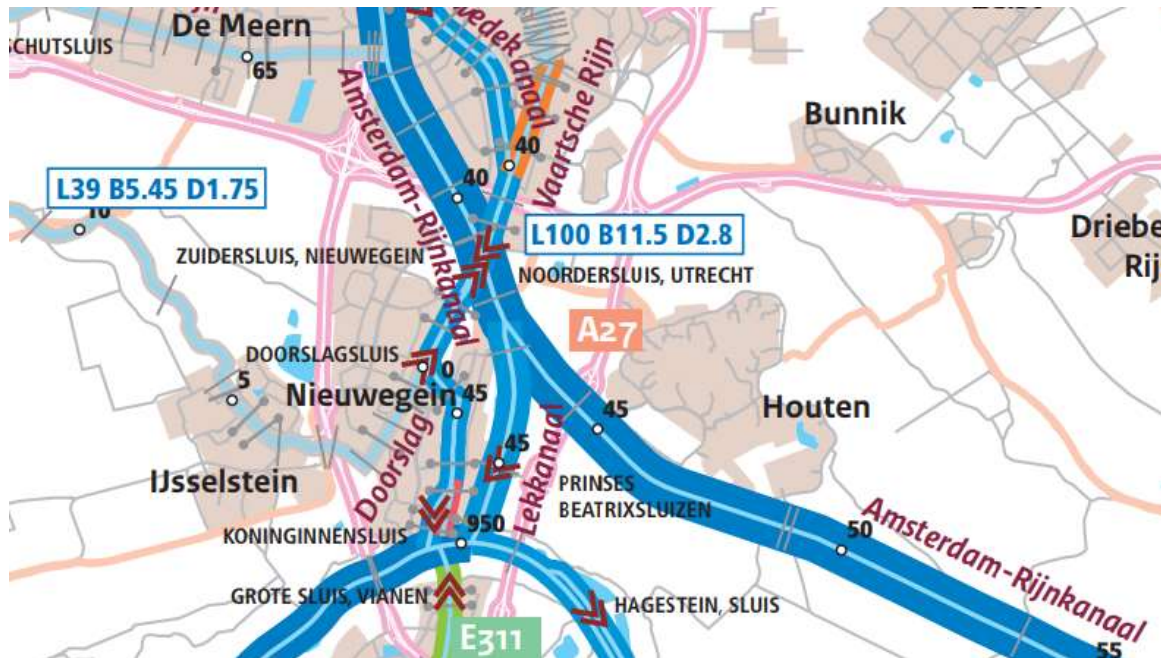 De Meern
SCHUTSLUIS
65
Amsterdam-Rijnkanaal
kanaal
Vaartsche Rijn
Bunnik
40
40
L39 B5.45 D1.75
10
L100 B11.5 D2.8
Driebe
Rij
ZUIDERSLUIS, NIEUWEGEIN
NOORDERSLUIS, UTRECHT
A27
DOORSLAGSLUIS
0
5
Nieuwegein
45
45
Houten
Doorslag
45
Lekkanaal
IJsselstein
PRINSES
BEATRIXSLUIZEN
KONINGINNENSLUIS
950
50
Amsterdam-Rijnkanaal
GROTE SLUIS, VIANEN
HAGESTEIN, SLUIS
E311
55